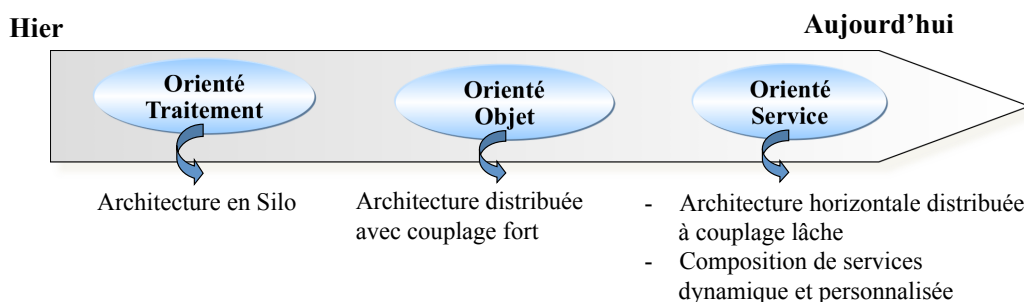 Hier
Aujourd’hui
Orienté
Traitement
Orienté
Objet
Orienté
Service
Architecture en Silo
Architecture distribuée
avec couplage fort
- Architecture horizontale distribuée
à couplage lâche
- Composition de services
dynamique et personnalisée